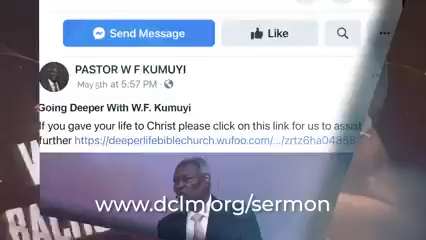 Send Message
Like
PASTOR W F KUMUYI
May 5th at 5:57 PM
Going Deeper With W.F. Kumuyi
If you gave your life to Christ please click on this link for us to assist
further https://deeperlifebiblechurch.wufoo.com/.../zrtz6ha04858
www.dclm.org/sermon